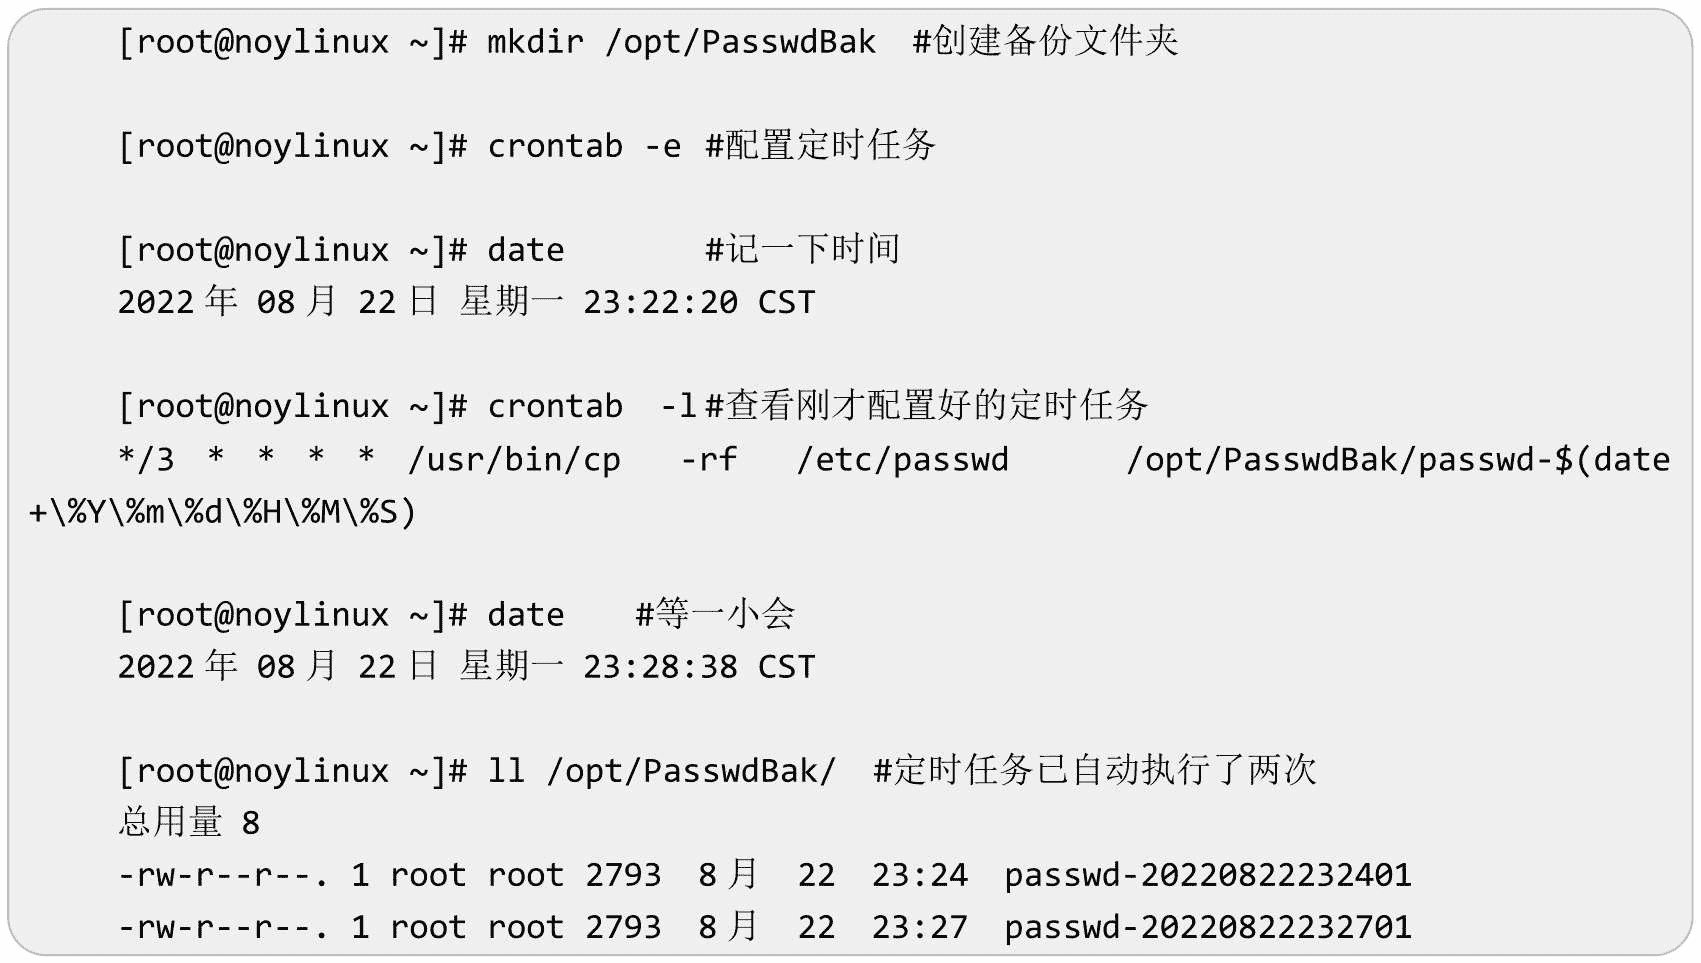 [root@noylinux ~]# mkdir /opt/PasswdBak  #创建备份文件夹
[root@noylinux ~]# crontab -e #配置定时任务
[root@noylinux ~]# date       #记一下时间
2022 年 08 月 22 日 星期一 23:22:20 CST
[root@noylinux ~]# crontab  -l #查看刚才配置好的定时任务
*/3  *  *  *  *  /usr/bin/cp   -rf   /etc/passwd      /opt/PasswdBak/passwd-$(date
+\%Y\%m\%d\%H\%M\%S)
[root@noylinux ~]# date    #等一小会
2022 年 08 月 22 日 星期一 23:28:38 CST
[root@noylinux ~]# ll /opt/PasswdBak/  #定时任务已自动执行了两次
总用量 8
-rw-r--r--. 1 root root 2793  8 月  22  23:24  passwd-20220822232401
-rw-r--r--. 1 root root 2793  8 月  22  23:27  passwd-20220822232701